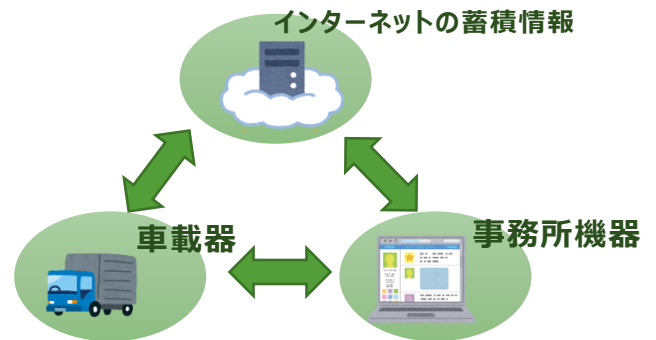 インターネットの蓄積情報
車載器
事務所機器